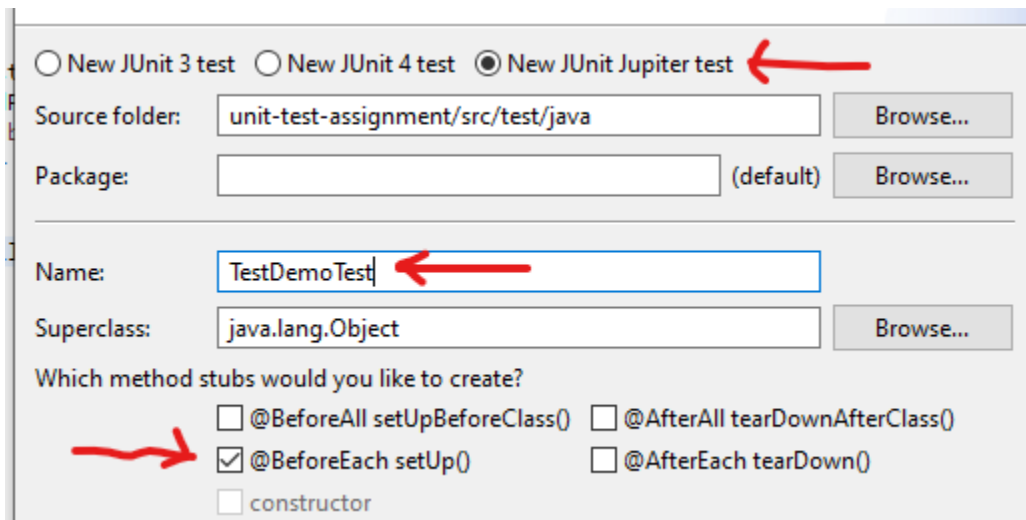 New JUnit 3 test New JUnit 4 test New JUnit Jupiter test
Source folder: unit-test-assignment/src/test/java Browse...
Package: (default) Browse...
Name: TestDemoTest
Superclass: java.lang.Object Browse...
Which method stubs would you like to create?
@BeforeAll setUpBeforeClass() @AfterAll tearDownAfterClass()
@BeforeEach setUp() @AfterEach tearDown()
constructor